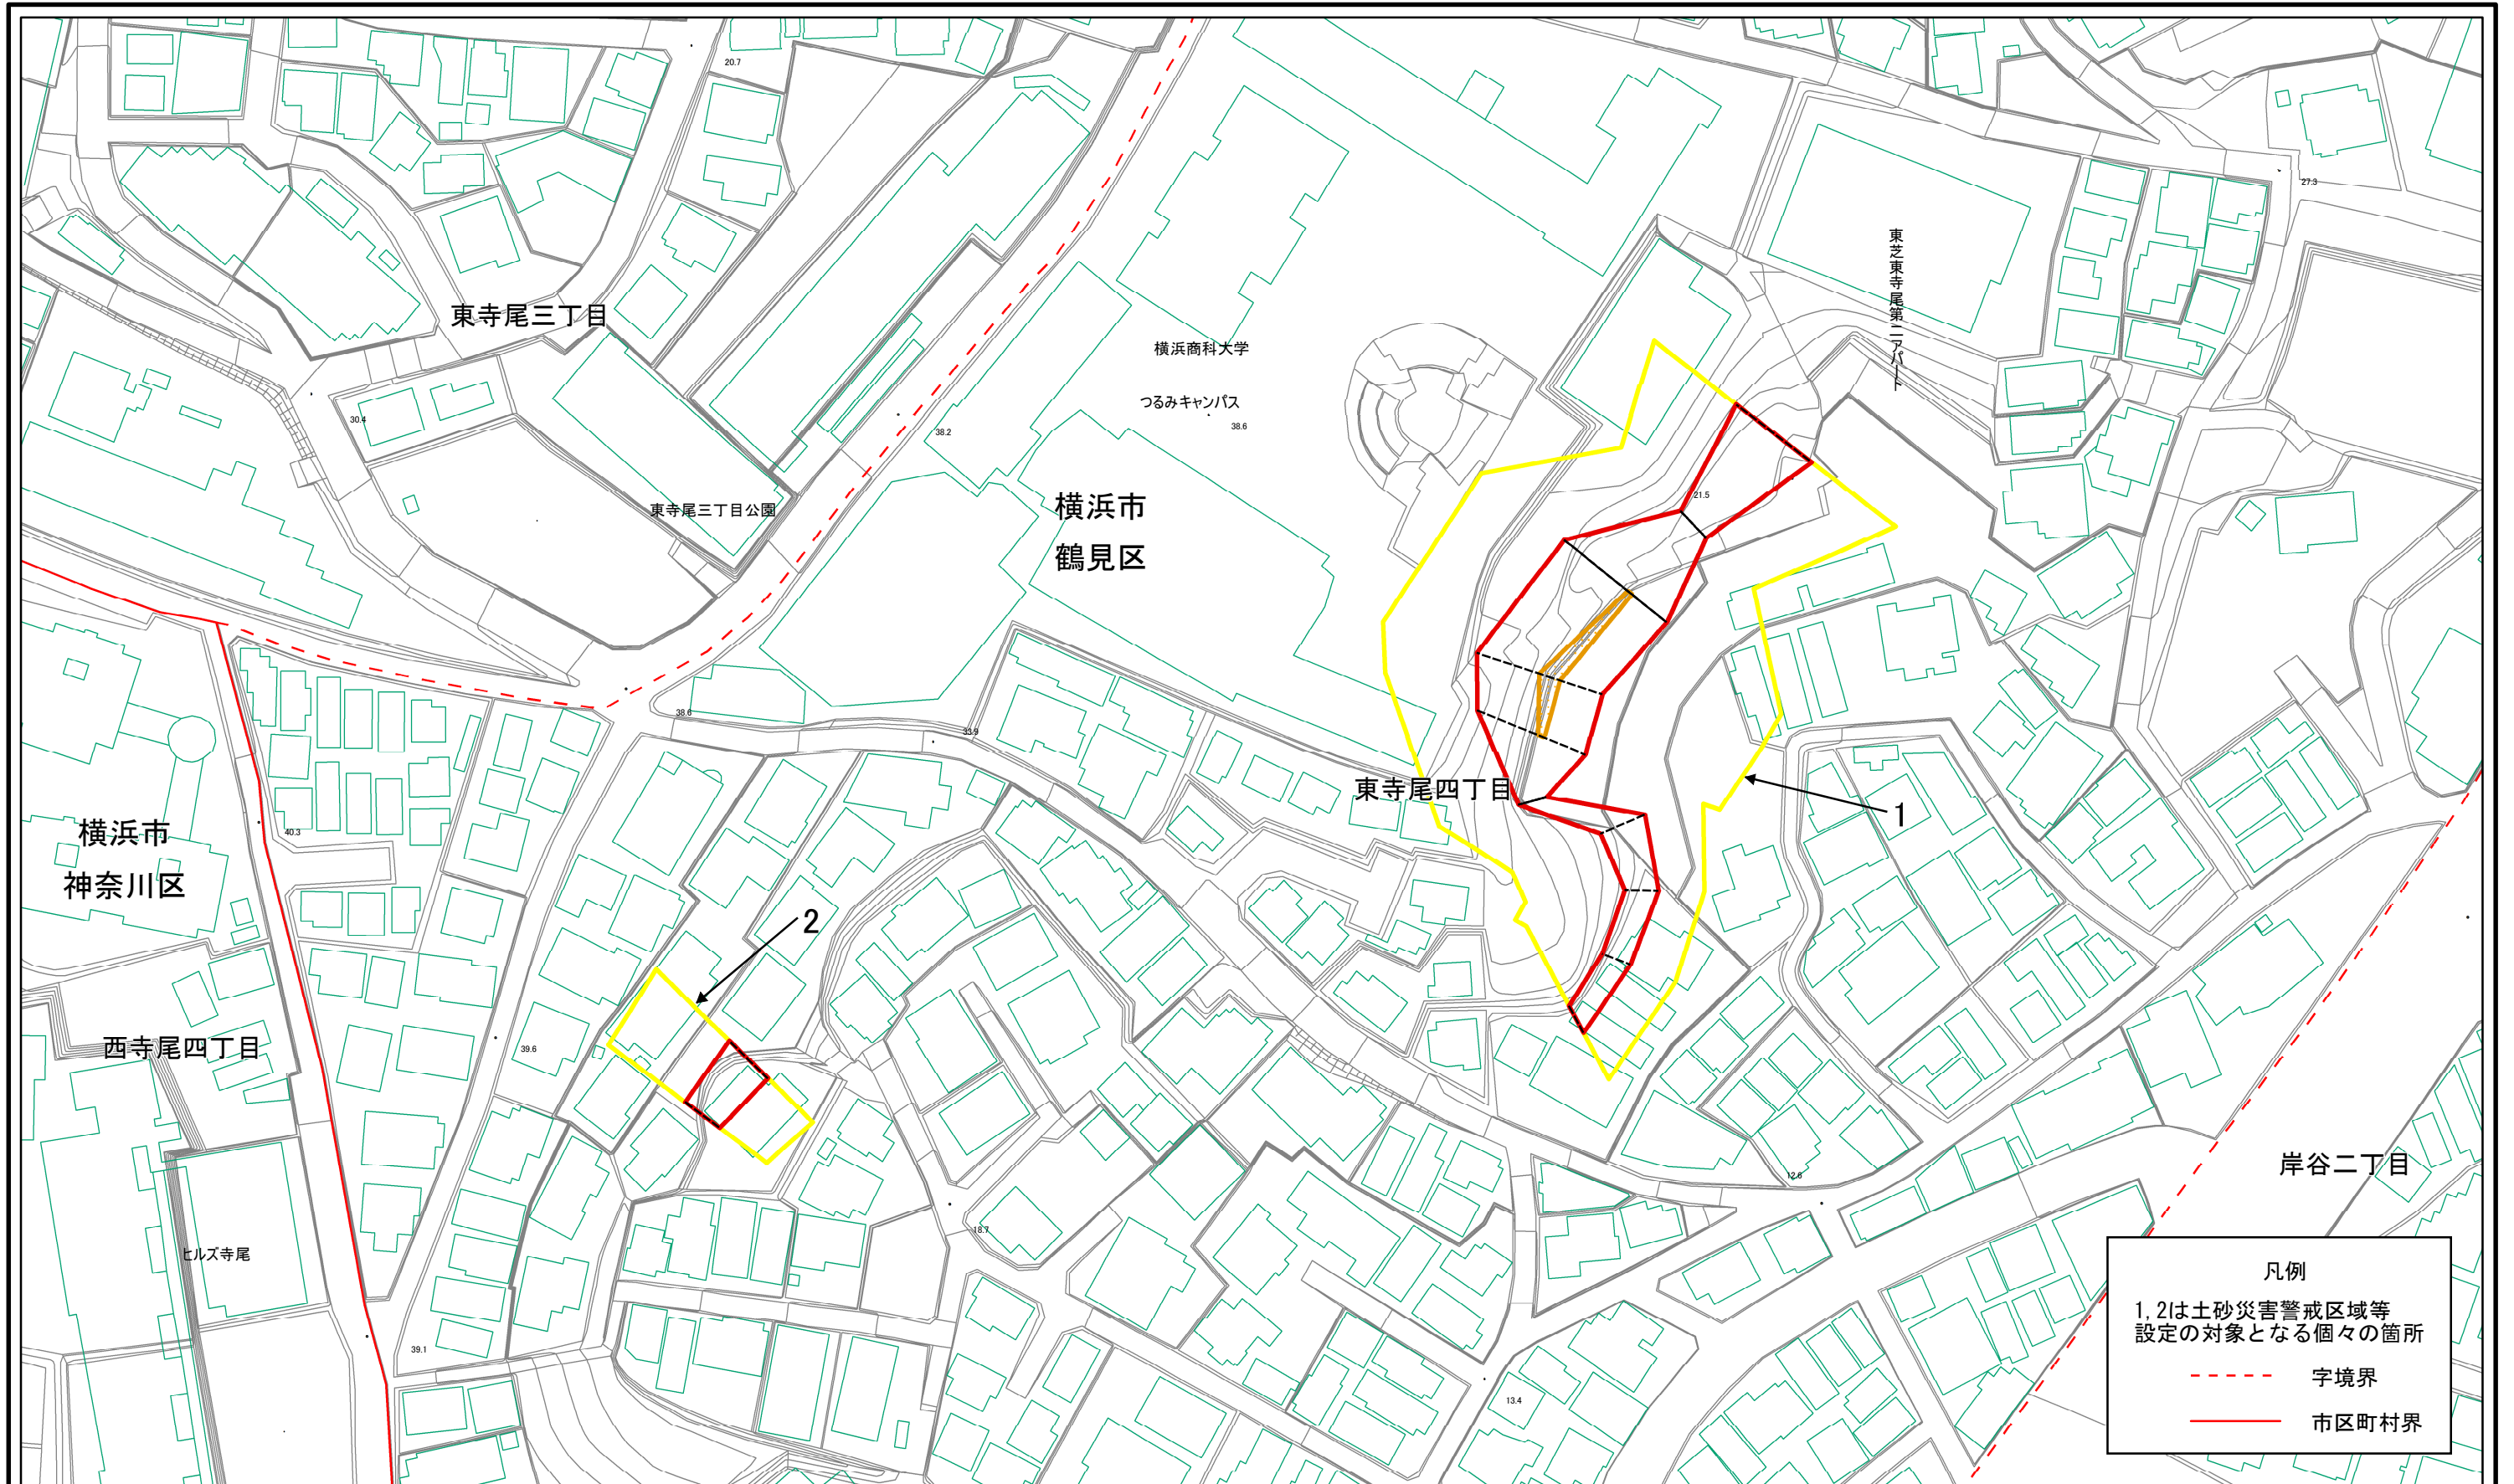 20.7
27.3
東芝東寺尾第二アパート
東寺尾三丁目
横浜商科大学
つるみキャンパス
38.6
30.4
38.2
21.5
東寺尾三丁目公園
横浜市
鶴見区
38.6
33.9
東寺尾四丁目
1
40.3
横浜市
神奈川区
2
39.6
西寺尾四丁目
12.6
岸谷二丁目
18.7
ヒルズ寺尾
39.1
13.4
凡例
1,2は土砂災害警戒区域等
設定の対象となる個々の箇所
字境界
市区町村界